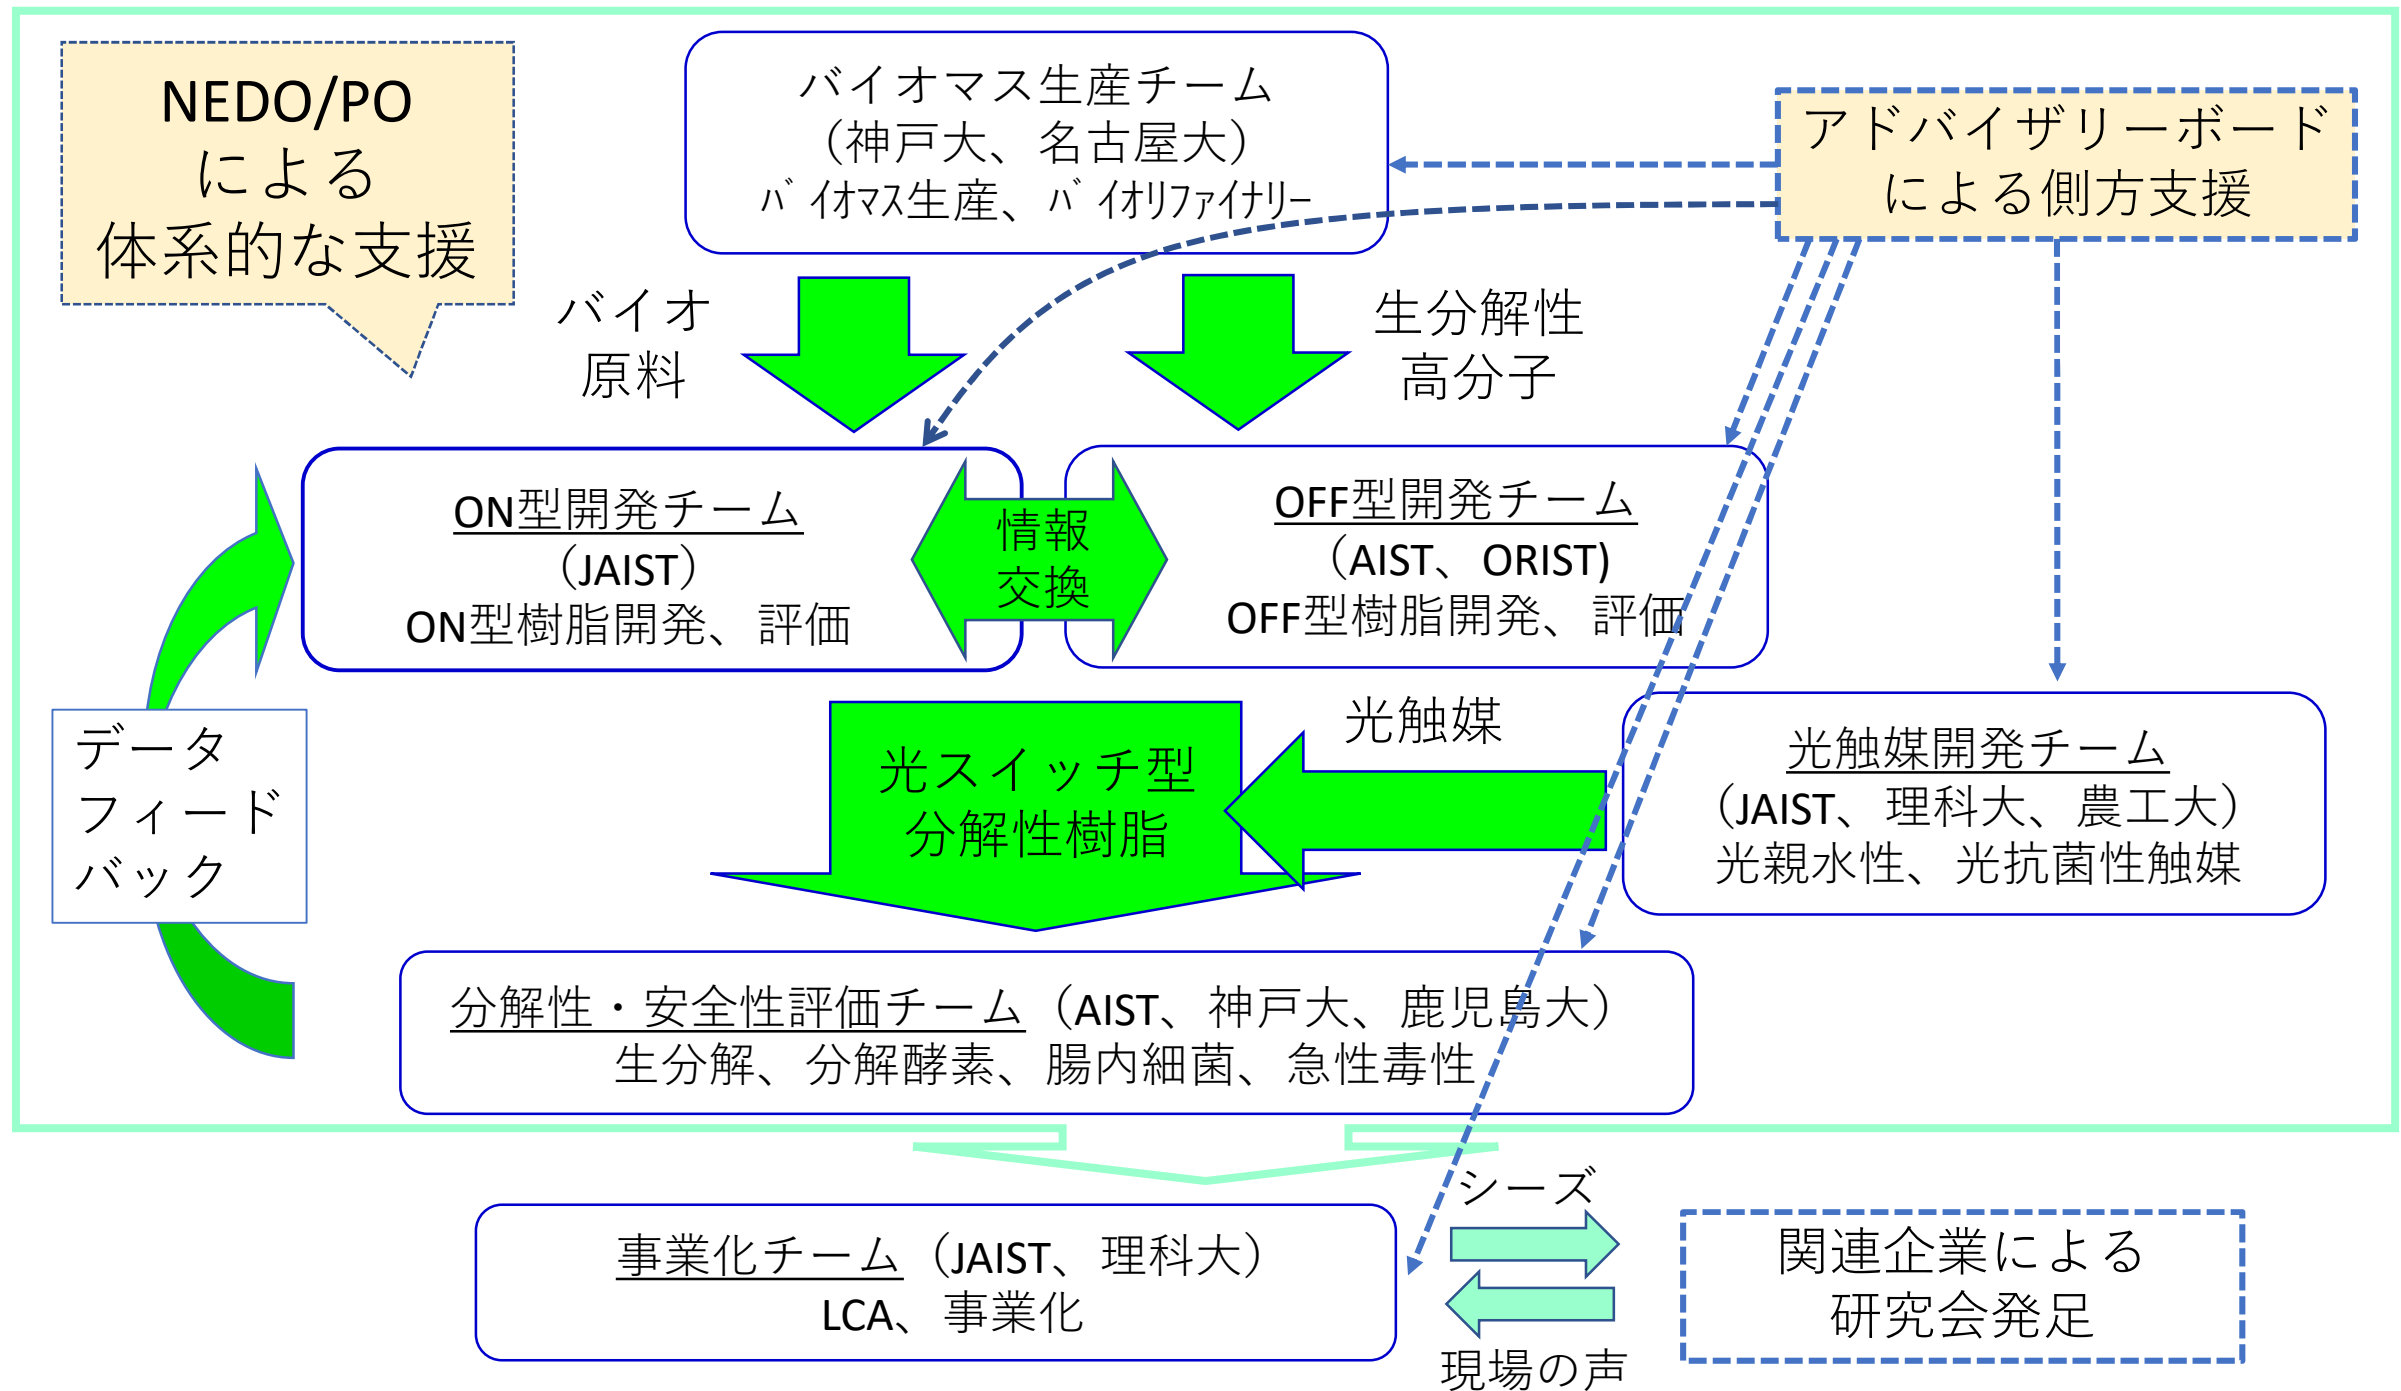 NEDO/PO
による
体系的な支援
バイオマス生産チーム
（神戸大、名古屋大）
ﾊﾞｲｵﾏｽ生産、ﾊﾞｲｵﾘﾌｧｲﾅﾘｰ
アドバイザリーボード
による側方支援
バイオ
原料
生分解性
高分子
ON型開発チーム
（JAIST）
ON型樹脂開発、評価
情報
交換
OFF型開発チーム
（AIST、ORIST)
OFF型樹脂開発、評価
データ
フィード
バック
光スイッチ型
分解性樹脂
光触媒
光触媒開発チーム
（JAIST、理科大、農工大）
光親水性、光抗菌性触媒
分解性・安全性評価チーム（AIST、神戸大、鹿児島大）
生分解、分解酵素、腸内細菌、急性毒性
事業化チーム（JAIST、理科大）
LCA、事業化
シーズ
現場の声
関連企業による
研究会発足